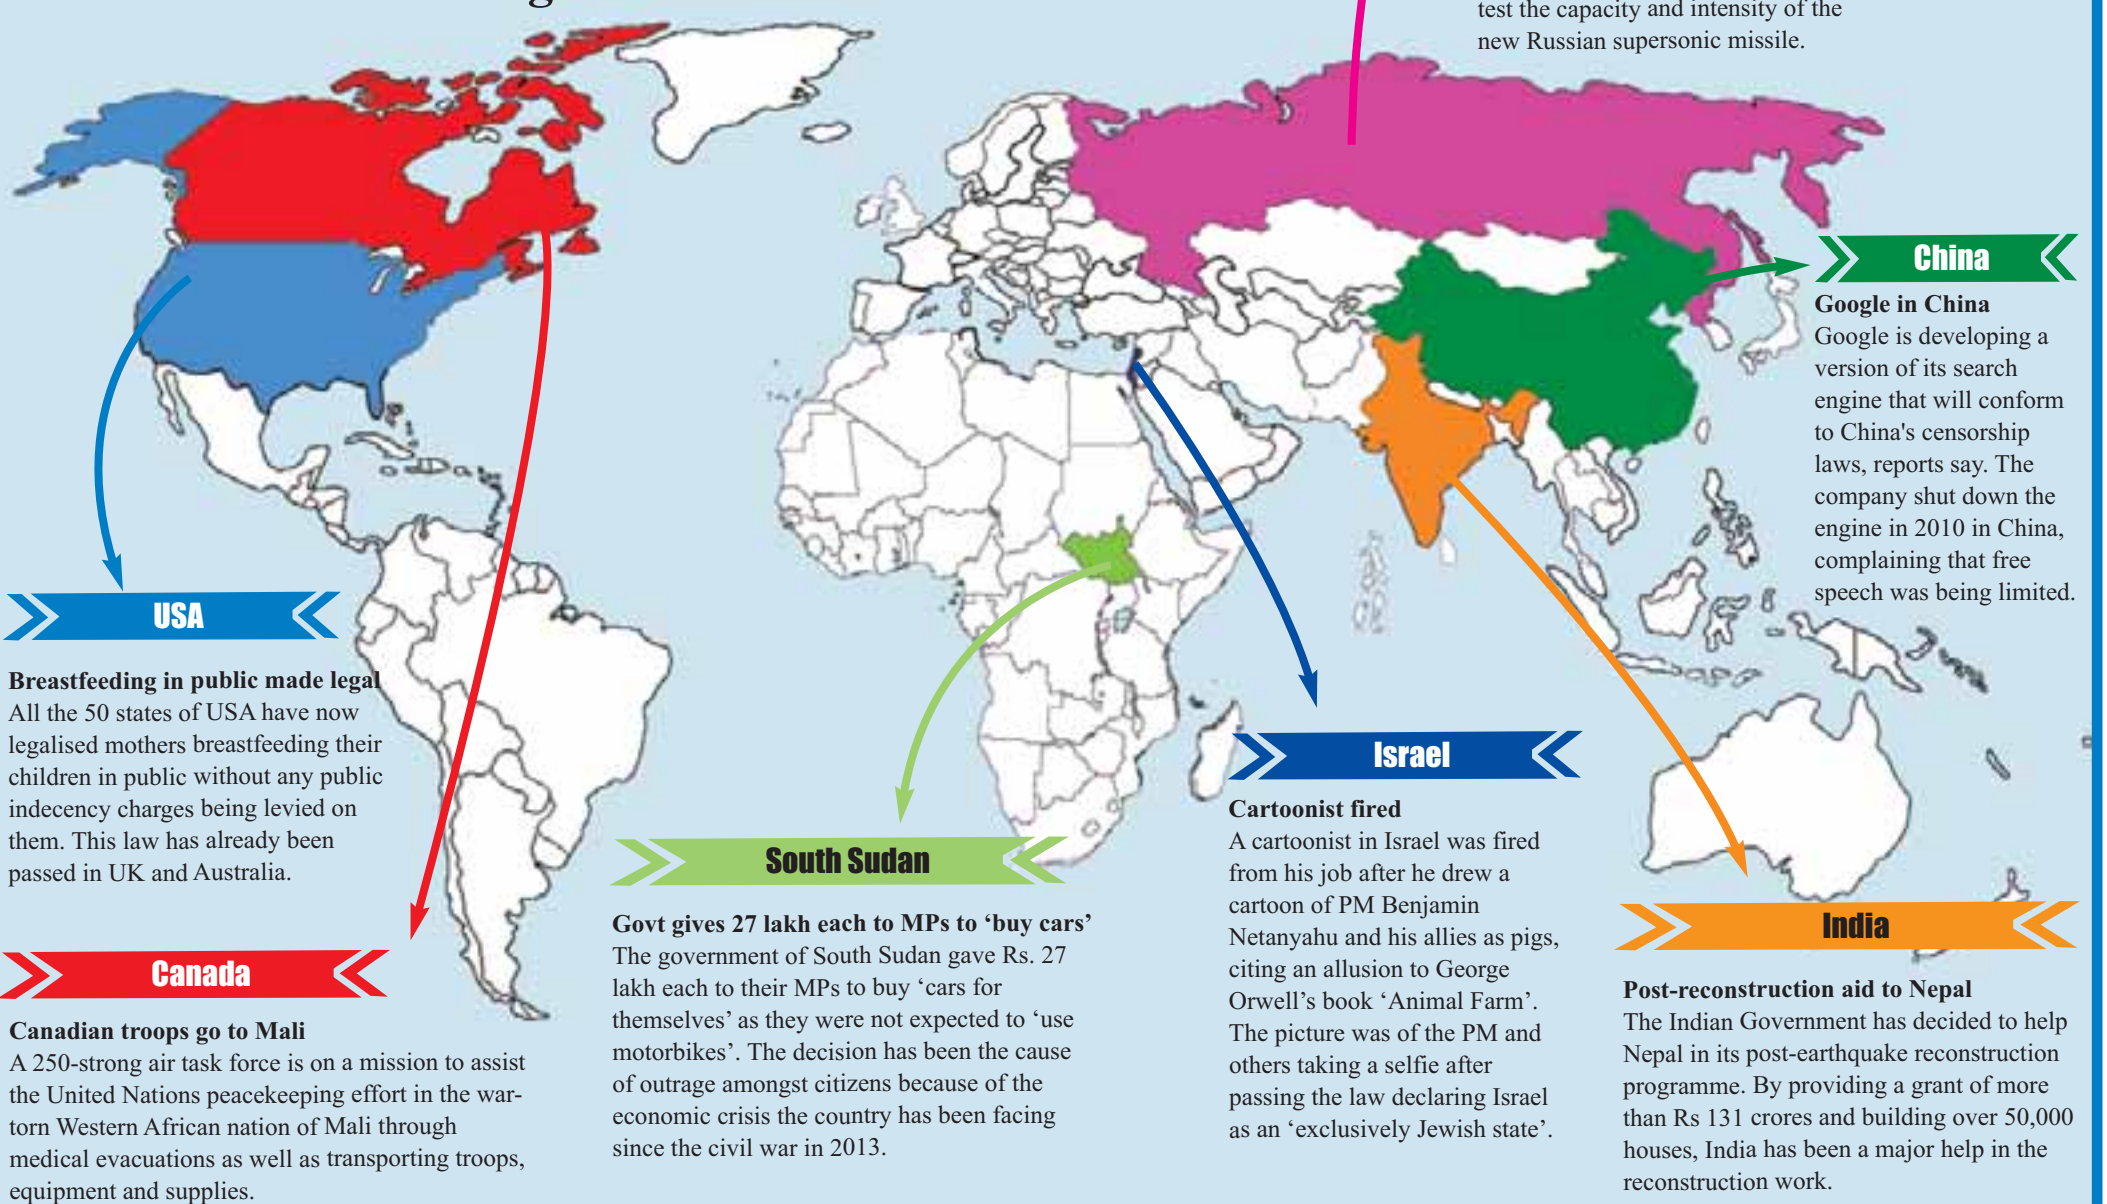 test the capacity and intensity of the
new Russian supersonic missile.
China
Google in China
Google is developing a
version of its search
engine that will conform
to China's censorship
laws, reports say. The
company shut down the
engine in 2010 in China,
complaining that free
speech was being limited.
USA
Breastfeeding in public made legal
All the 50 states of USA have now
legalised mothers breastfeeding their
children in public without any public
indecency charges being levied on
them. This law has already been
passed in UK and Australia.
Canada
Canadian troops go to Mali
A 250-strong air task force is on a mission to assist
the United Nations peacekeeping effort in the war-
torn Western African nation of Mali through
medical evacuations as well as transporting troops,
equipment and supplies.
South Sudan
Govt gives 27 lakh each to MPs to ‘buy cars’
The government of South Sudan gave Rs. 27
lakh each to their MPs to buy ‘cars for
themselves’ as they were not expected to ‘use
motorbikes’. The decision has been the cause
of outrage amongst citizens because of the
economic crisis the country has been facing
since the civil war in 2013.
Israel
Cartoonist fired
A cartoonist in Israel was fired
from his job after he drew a
cartoon of PM Benjamin
Netanyahu and his allies as pigs,
citing an allusion to George
Orwell’s book ‘Animal Farm’.
The picture was of the PM and
others taking a selfie after
passing the law declaring Israel
as an ‘exclusively Jewish state’.
India
Post-reconstruction aid to Nepal
The Indian Government has decided to help
Nepal in its post-earthquake reconstruction
programme. By providing a grant of more
than Rs 131 crores and building over 50,000
houses, India has been a major help in the
reconstruction work.